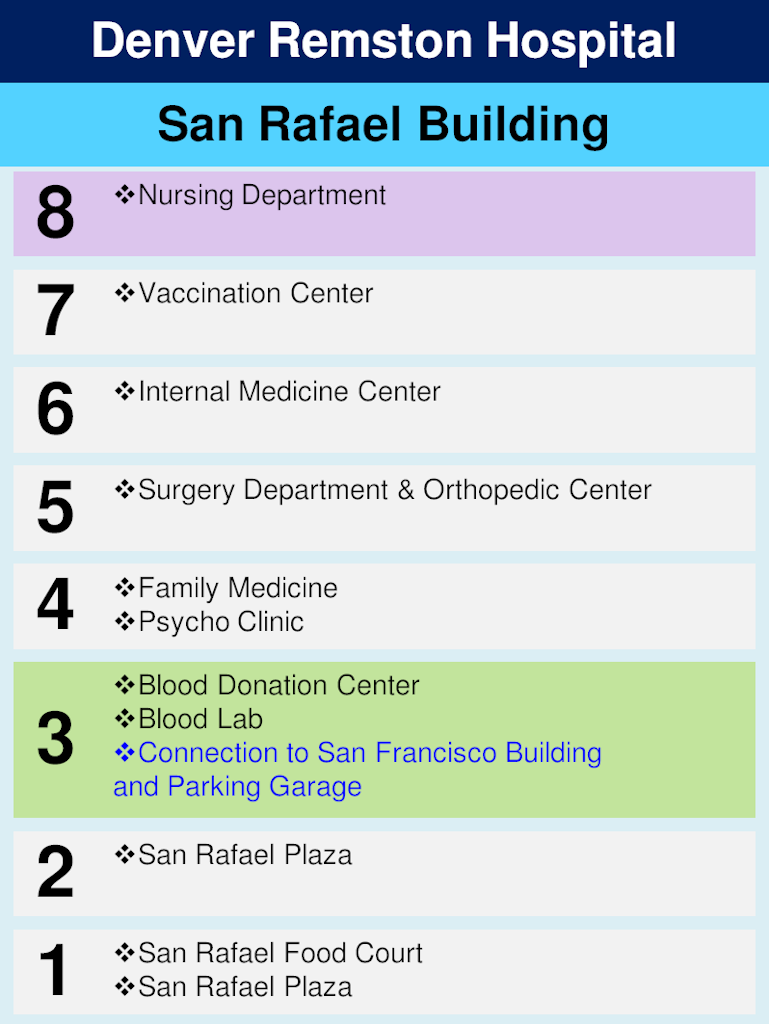 Denver Remston Hospital
San Rafael Building
8
❖Nursing Department
7
❖Vaccination Center
6
❖Internal Medicine Center
5
❖Surgery Department & Orthopedic Center
4
❖Family Medicine
❖Psycho Clinic
3
❖Blood Donation Center
❖Blood Lab
❖Connection to San Francisco Building
and Parking Garage
2
❖San Rafael Plaza
1
❖San Rafael Food Court
❖San Rafael Plaza